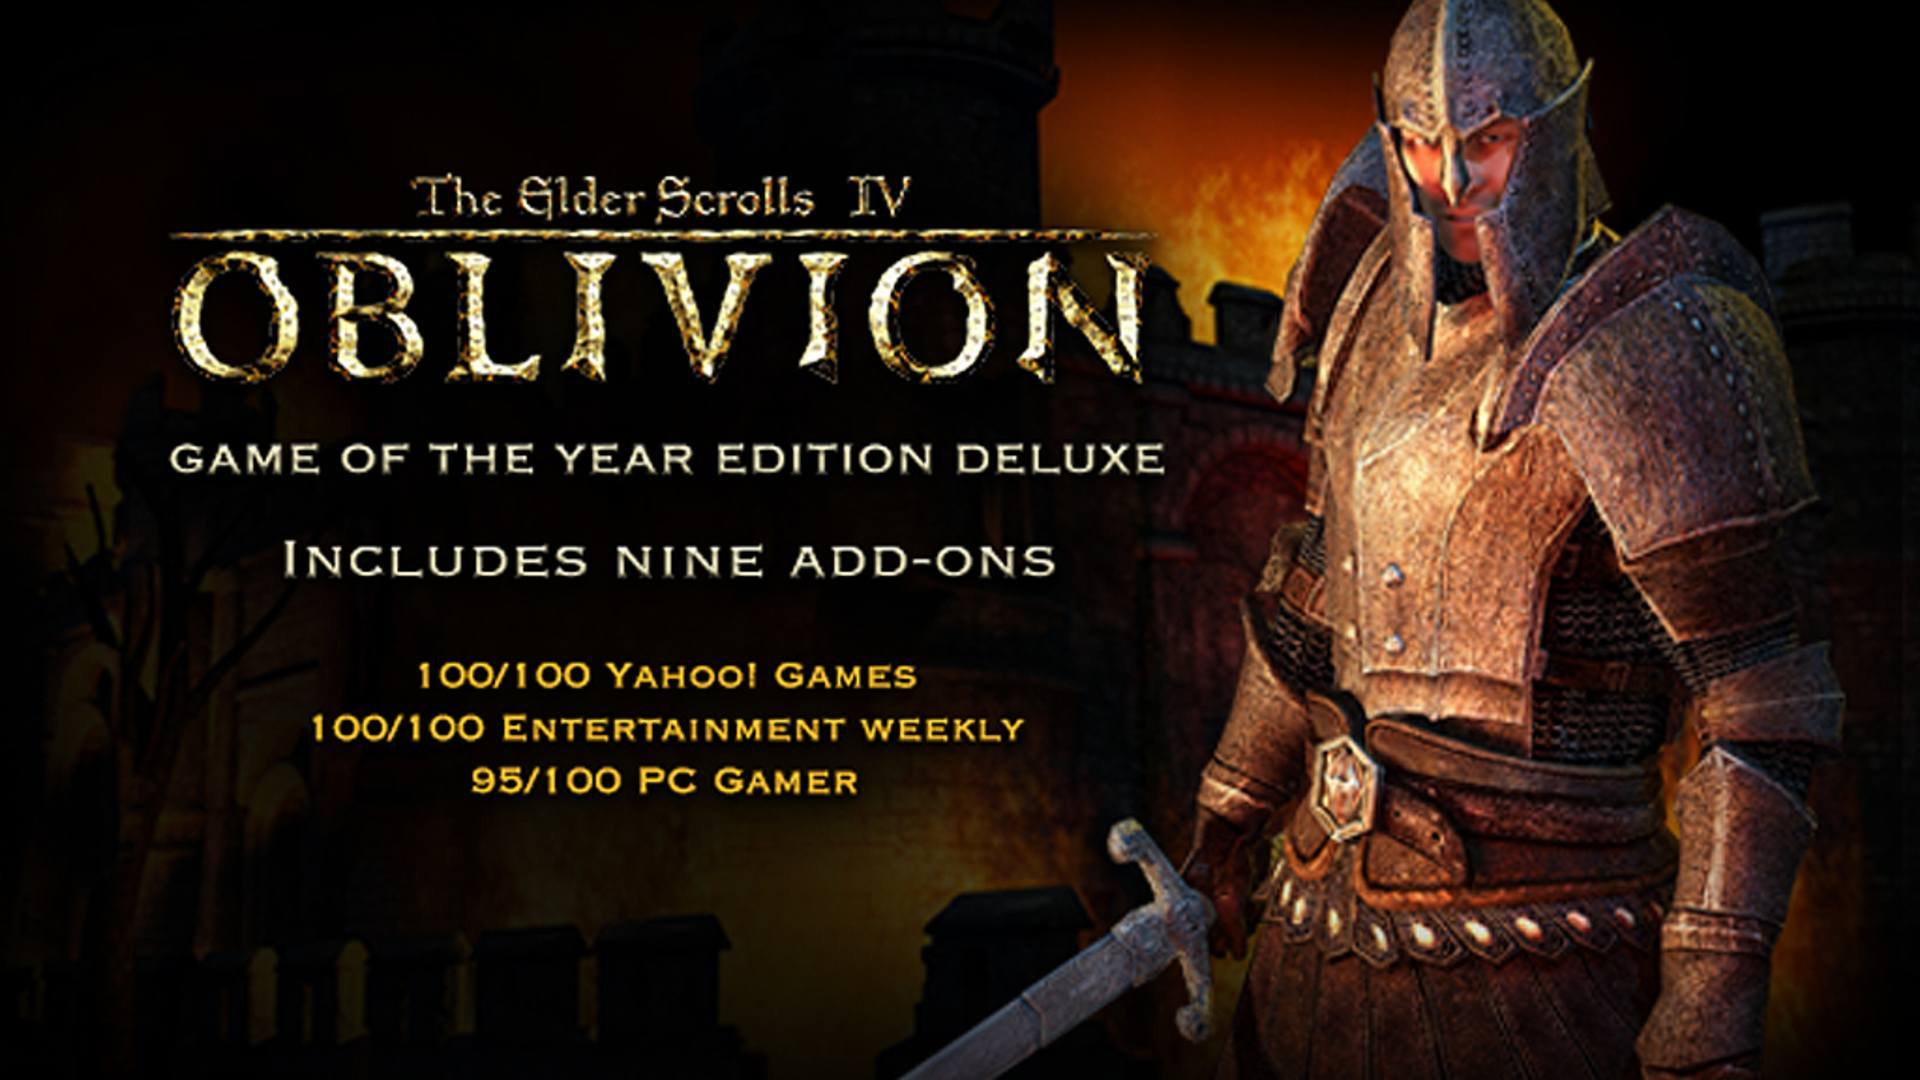 The Elder Scrolls IV
OBLIVION
GAME OF THE YEAR EDITION DELUXE
INCLUDES NINE ADD-ONS
100/100 YAHOO! GAMES
100/100 ENTERTAINMENT WEEKLY
95/100 PC GAMER